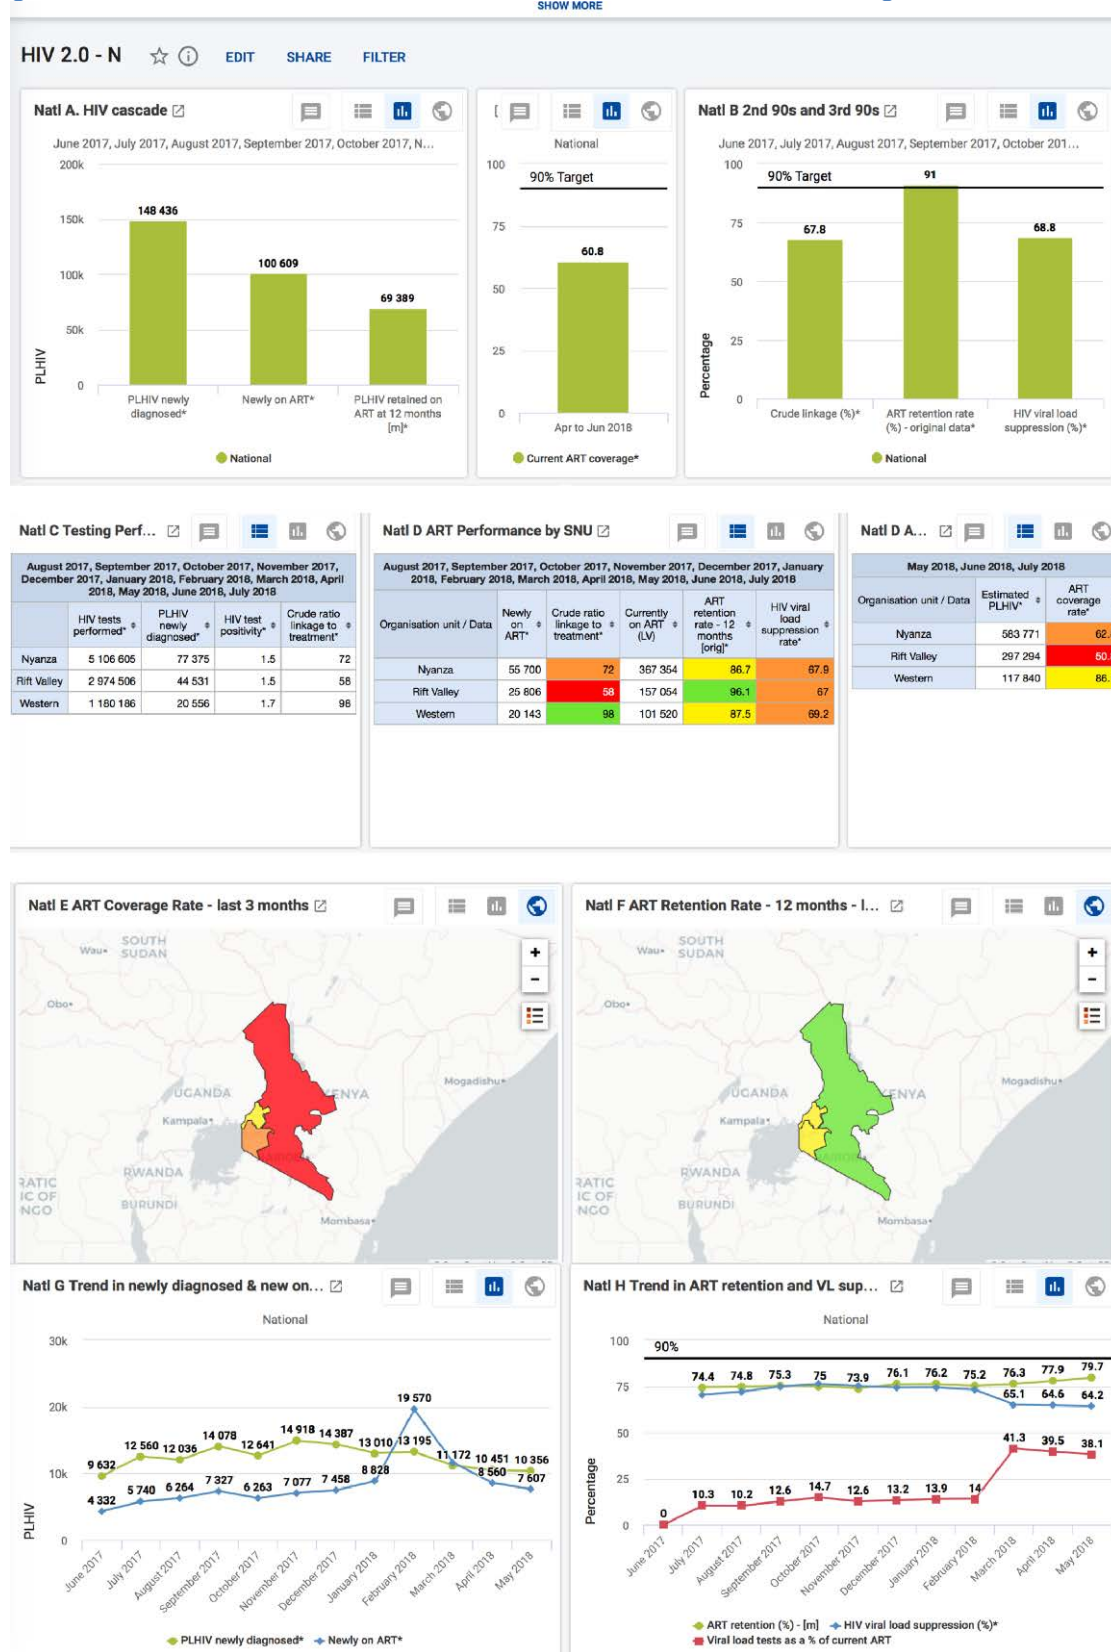 SHOW MORE
HIV 2.0 - N
EDIT
SHARE
FILTER
Natl A. HIV cascade
June 2017, July 2017, August 2017, September 2017, October 2017, N...
200k
150k
100k
50k
0
PLHIV
148 436
100 609
69 389
PLHIV newly
diagnosed*
Newly on ART*
PLHIV retained on
ART at 12 months
[m]*
National
National
100
75
50
25
0
90% Target
60.8
Apr to Jun 2018
Current ART coverage*
Natl B 2nd 90s and 3rd 90s
June 2017, July 2017, August 2017, September 2017, October 201...
100
75
50
25
0
Percentage
90% Target
67.8
91
68.8
Crude linkage (%)*
ART retention rate
(%) - original data*
HIV viral load
suppression (%)*
National
Natl C Testing Perf...
August 2017, September 2017, October 2017, November 2017,
December 2017, January 2018, February 2018, March 2018, April
2018, May 2018, June 2018, July 2018
HIV tests
performed*
PLHIV
newly
diagnosed*
HIV test
positivity*
Crude ratio
linkage to
treatment*
Nyanza 5 106 605 77 375 1.5 72
Rift Valley 2 974 506 44 531 1.5 58
Western 1 180 186 20 556 1.7 98
Natl D ART Performance by SNU
August 2017, September 2017, October 2017, November 2017, December 2017, January
2018, February 2018, March 2018, April 2018, May 2018, June 2018, July 2018
Organisation unit / Data
Newly
on
ART*
Crude ratio
linkage to
treatment*
Currently
on ART
(LV)
ART
retention
rate - 12
months
[orig]*
HIV viral
load
suppression
rate*
Nyanza 55 700 72 367 354 86.7 67.9
Rift Valley 25 806 58 157 054 96.1 67
Western 20 143 98 101 520 87.5 69.2
Natl D A...
May 2018, June 2018, July 2018
Organisation unit / Data
Estimated
PLHIV*
ART
coverage
rate*
Nyanza 583 771 62.
Rift Valley 297 294 50.
Western 117 840 86.
Natl E ART Coverage Rate - last 3 months
Wau
SOUTH
SUDAN
Obo
UGANDA
KENYA
Kampala
Mogadishu
RWANDA
BURUNDI
RATIC
IC OF
NGO
Mombasa
+
−
Natl F ART Retention Rate - 12 months - l...
Wau
SOUTH
SUDAN
Obo
UGANDA
KENYA
Kampala
Mogadishu
RWANDA
BURUNDI
RATIC
IC OF
NGO
Mombasa
+
−
Natl G Trend in newly diagnosed & new on...
National
30k
20k
10k
0
PLHIV
9 632
12 560
12 036
14 078
12 641
14 918
14 387
13 010
13 195
11 172
10 451
10 356
4 332
5 740
6 264
7 327
6 263
7 077
7 458
8 828
19 570
8 560
7 607
June 2017
July 2017
August 2017
September 2017
October 2017
November 2017
December 2017
January 2018
February 2018
March 2018
April 2018
May 2018
PLHIV newly diagnosed*
Newly on ART*
Natl H Trend in ART retention and VL sup...
National
100
75
50
25
0
Percentage
90%
74.4
74.8
75.3
75
73.9
76.1
76.2
75.2
76.3
77.9
79.7
65.1
64.6
64.2
0
10.3
10.2
12.6
14.7
12.6
13.2
13.9
14
41.3
39.5
38.1
June 2017
July 2017
August 2017
September 2017
October 2017
November 2017
December 2017
January 2018
February 2018
March 2018
April 2018
May 2018
ART retention (%) - [m]
HIV viral load suppression (%)*
Viral load tests as a % of current ART